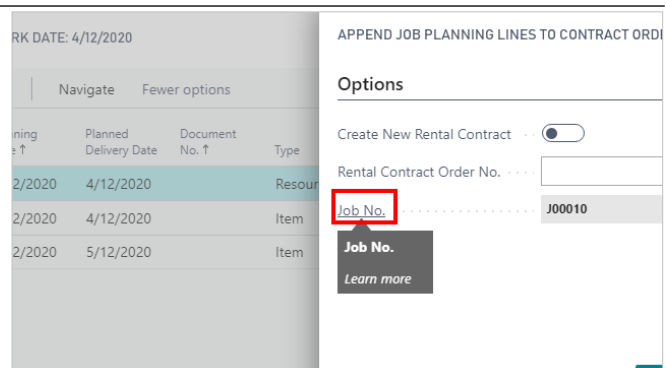 RK DATE: 4/12/2020
Navigate Fewer options
Planned Document
Delivery Date No. ↑ Type
2/2020 4/12/2020 Resour
2/2020 4/12/2020 Item
2/2020 5/12/2020 Item
APPEND JOB PLANNING LINES TO CONTRACT ORD
Options
Create New Rental Contract
Rental Contract Order No.
Job No. J00010
Job No.
Learn more